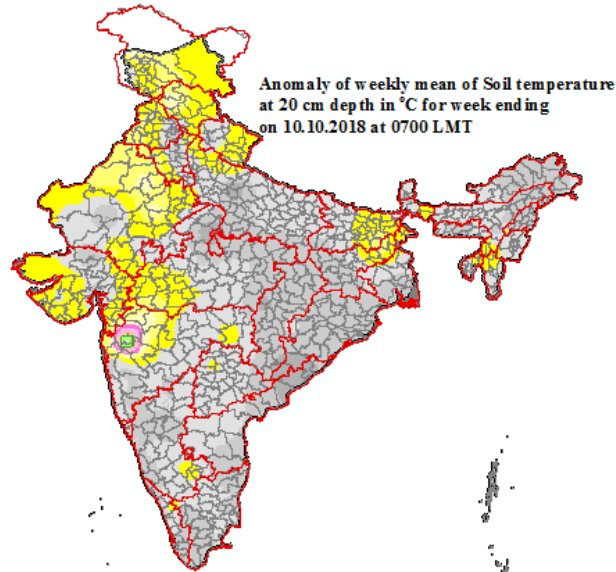 Anomaly of weekly mean of Soil temperature
at 20 cm depth in °C for week ending
on 10.10.2018 at 0700 LMT